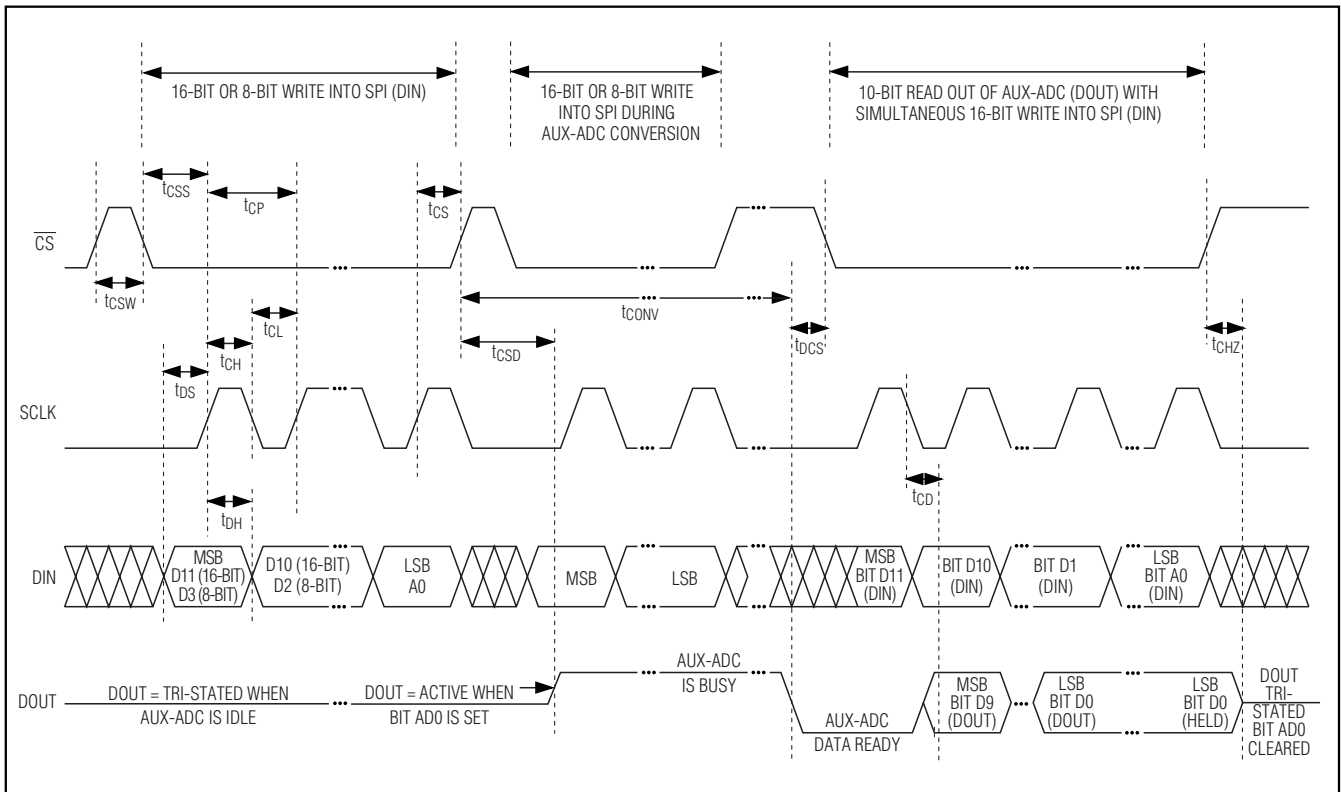 16-BIT OR 8-BIT WRITE INTO SPI (DIN)
16-BIT OR 8-BIT WRITE
INTO SPI DURING
AUX-ADC CONVERSION
10-BIT READ OUT OF AUX-ADC (DOUT) WITH
SIMULTANEOUS 16-BIT WRITE INTO SPI (DIN)
tCSS
tCP
tCS
CS
tCSW
tCL
tCONV
tCH
tCSD
tDCS
tCHZ
tDS
SCLK
tCD
tDH
DIN
MSB
D11 (16-BIT)
D3 (8-BIT)
D10 (16-BIT)
D2 (8-BIT)
LSB
A0
MSB
LSB
MSB
BIT D11
(DIN)
BIT D10
(DIN)
BIT D1
(DIN)
LSB
BIT A0
(DIN)
DOUT
DOUT = TRI-STATED WHEN
AUX-ADC IS IDLE
DOUT = ACTIVE WHEN
BIT AD0 IS SET
AUX-ADC
IS BUSY
AUX-ADC
DATA READY
MSB
BIT D9
(DOUT)
LSB
BIT D0
(DOUT)
LSB
BIT D0
(HELD)
DOUT
TRI-
STATED
BIT AD0
CLEARED